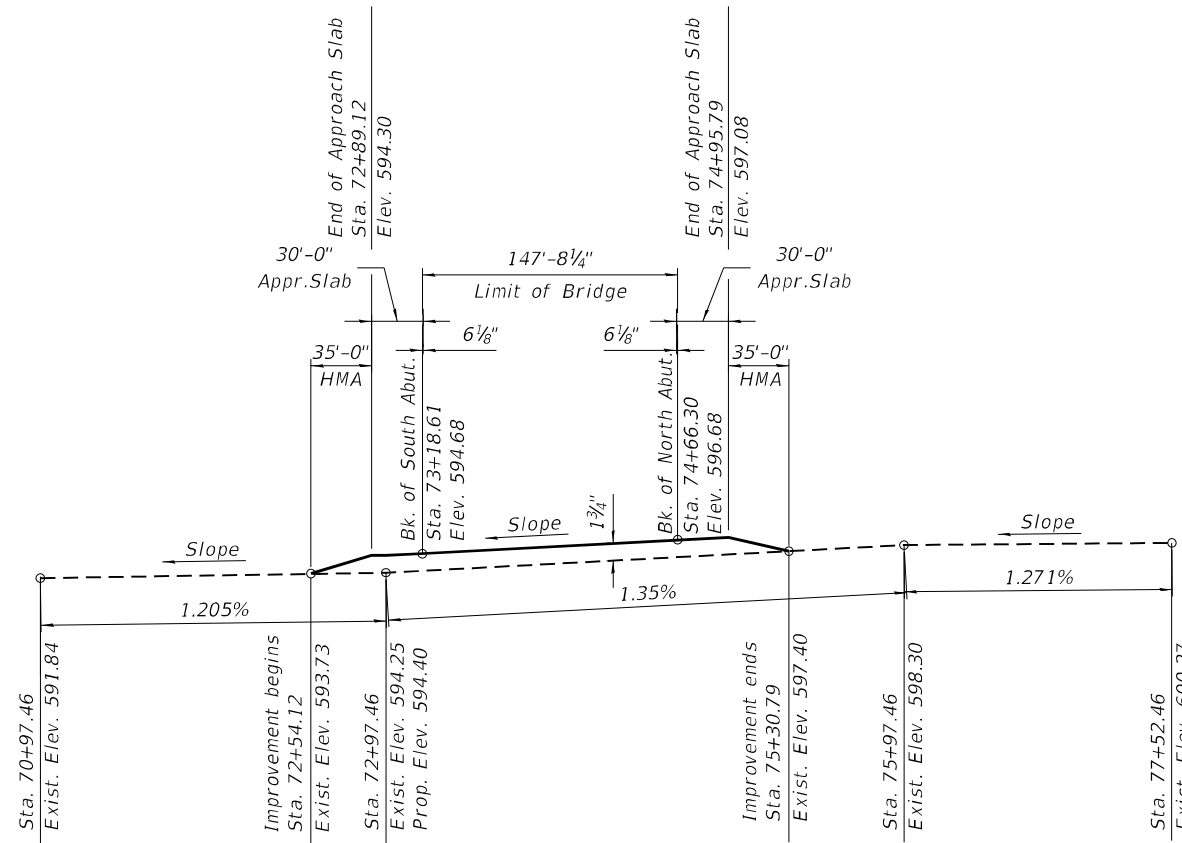 End of Approach Slab
Sta. 72+89.12
Elev. 594.30
End of Approach Slab
Sta. 74+95.79
Elev. 597.08
30'-0"
Appr.Slab
147'-8¼"
Limit of Bridge
30'-0"
Appr.Slab
6⅛"
6⅛"
35'-0"
HMA
35'-0"
HMA
Bk. of South Abut.
Sta. 73+18.61
Elev. 594.68
Bk. of North Abut.
Sta. 74+66.30
Elev. 596.68
1¾"
Slope
Slope
Slope
1.205%
1.35%
1.271%
Sta. 70+97.46
Exist. Elev. 591.84
Improvement begins
Sta. 72+54.12
Exist. Elev. 593.73
Sta. 72+97.46
Exist. Elev. 594.25
Prop. Elev. 594.40
Improvement ends
Sta. 75+30.79
Exist. Elev. 597.40
Sta. 75+97.46
Exist. Elev. 598.30
Sta. 77+52.46
Exist. Elev.